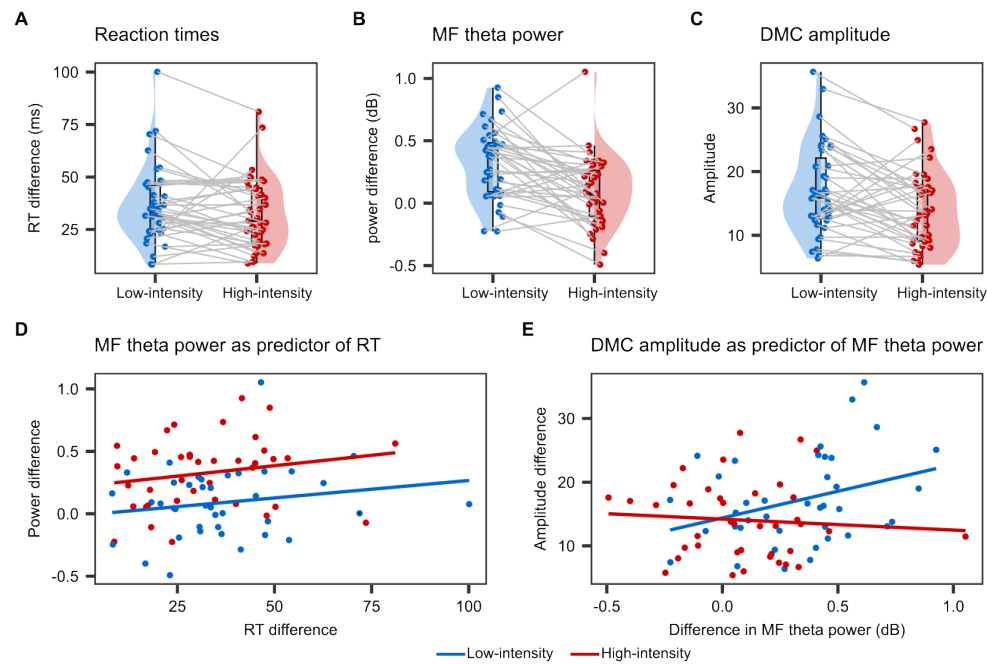 A
Reaction times
RT difference (ms)
100
75
50
25
Low-intensity
High-intensity
B
MF theta power
power difference (dB)
1.0
0.5
0.0
-0.5
Low-intensity
High-intensity
C
DMC amplitude
Amplitude
30
20
10
Low-intensity
High-intensity
D
MF theta power as predictor of RT
Power difference
1.0
0.5
0.0
-0.5
25
50
75
100
RT difference
E
DMC amplitude as predictor of MF theta power
Amplitude difference
30
20
10
-0.5
0.0
0.5
1.0
Difference in MF theta power (dB)
Low-intensity
High-intensity